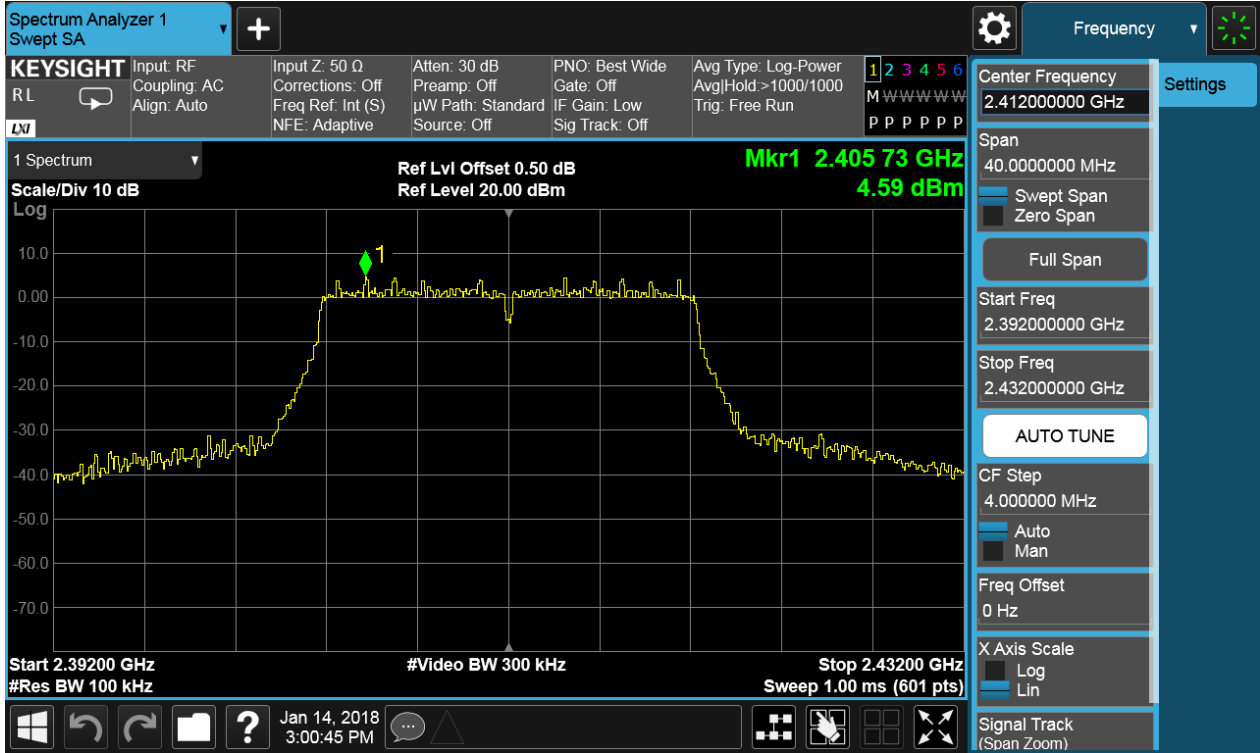 Spectrum Analyzer 1
Swept SA
Frequency
KEYSIGHT
RL
LXI
Input: RF
Coupling: AC
Align: Auto
Input Z: 50 Ω
Corrections: Off
Freq Ref: Int (S)
NFE: Adaptive
Atten: 30 dB
Preamp: Off
µW Path: Standard
Source: Off
PNO: Best Wide
Gate: Off
IF Gain: Low
Sig Track: Off
Avg Type: Log-Power
Avg|Hold:>1000/1000
Trig: Free Run
1 2 3 4 5 6
M W W W W W
P P P P P P
1 Spectrum
Scale/Div 10 dB
Log
Ref Lvl Offset 0.50 dB
Ref Level 20.00 dBm
Mkr1 2.405 73 GHz
4.59 dBm
1
10.0
0.00
-10.0
-20.0
-30.0
-40.0
-50.0
-60.0
-70.0
Start 2.39200 GHz
#Res BW 100 kHz
#Video BW 300 kHz
Stop 2.43200 GHz
Sweep 1.00 ms (601 pts)
Center Frequency
2.412000000 GHz
Span
40.0000000 MHz
Swept Span
Zero Span
Full Span
Start Freq
2.392000000 GHz
Stop Freq
2.432000000 GHz
AUTO TUNE
CF Step
4.000000 MHz
Auto
Man
Freq Offset
0 Hz
X Axis Scale
Log
Lin
Signal Track
(Span Zoom)
Settings
?
Jan 14, 2018
3:00:45 PM